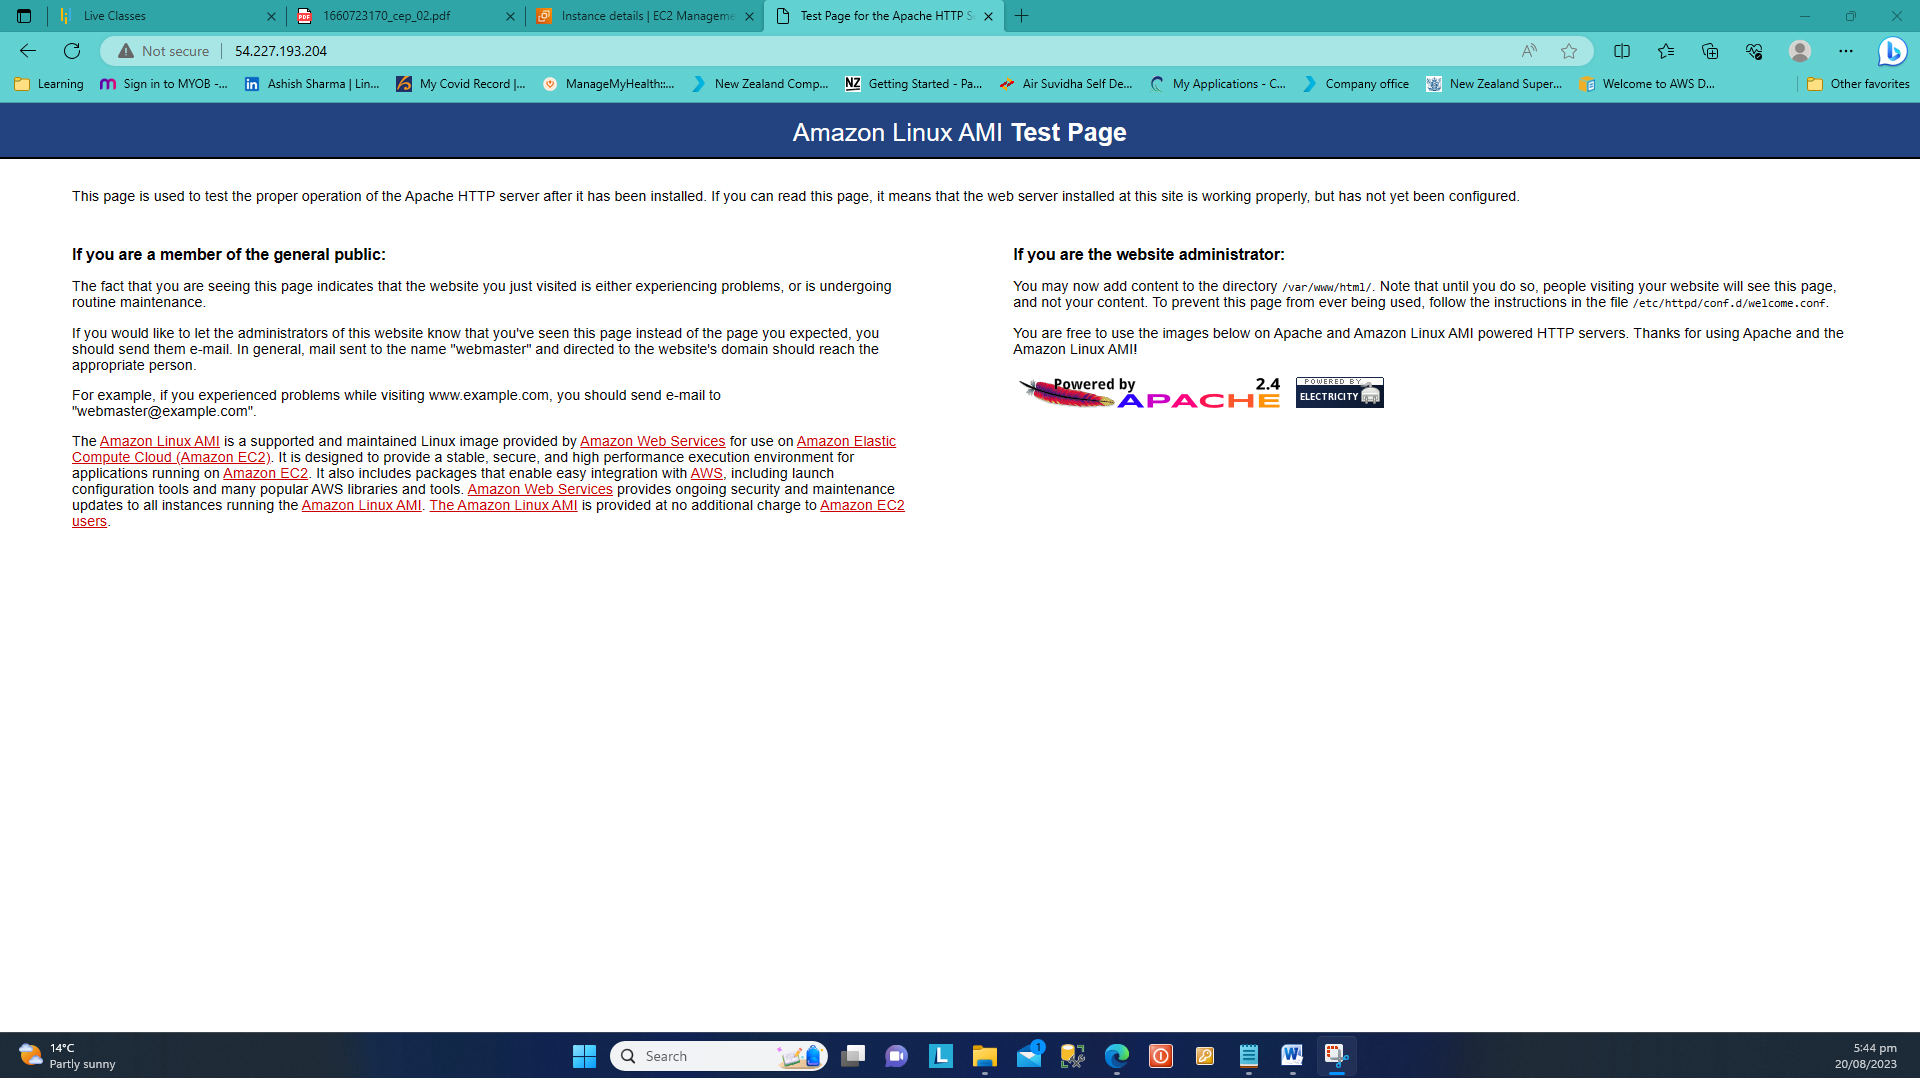 Live Classes
1660723170_cep_02.pdf
Instance details | EC2 Manageme
Test Page for the Apache HTTP S
Not secure
54.227.193.204
Learning
Sign in to MYOB -...
Ashish Sharma | Lin...
My Covid Record |...
ManageMyHealth::...
New Zealand Comp...
Getting Started - Pa...
Air Suvidha Self De...
My Applications - C...
Company office
New Zealand Super...
Welcome to AWS D...
Other favorites
Amazon Linux AMI Test Page
This page is used to test the proper operation of the Apache HTTP server after it has been installed. If you can read this page, it means that the web server installed at this site is working properly, but has not yet been configured.
If you are a member of the general public:
The fact that you are seeing this page indicates that the website you just visited is either experiencing problems, or is undergoing
routine maintenance.
If you would like to let the administrators of this website know that you've seen this page instead of the page you expected, you
should send them e-mail. In general, mail sent to the name "webmaster" and directed to the website's domain should reach the
appropriate person.
For example, if you experienced problems while visiting www.example.com, you should send e-mail to
"webmaster@example.com".
The Amazon Linux AMI is a supported and maintained Linux image provided by Amazon Web Services for use on Amazon Elastic
Compute Cloud (Amazon EC2). It is designed to provide a stable, secure, and high performance execution environment for
applications running on Amazon EC2. It also includes packages that enable easy integration with AWS, including launch
configuration tools and many popular AWS libraries and tools. Amazon Web Services provides ongoing security and maintenance
updates to all instances running the Amazon Linux AMI. The Amazon Linux AMI is provided at no additional charge to Amazon EC2
users.
If you are the website administrator:
You may now add content to the directory /var/www/html/. Note that until you do so, people visiting your website will see this page,
and not your content. To prevent this page from ever being used, follow the instructions in the file /etc/httpd/conf.d/welcome.conf.
You are free to use the images below on Apache and Amazon Linux AMI powered HTTP servers. Thanks for using Apache and the
Amazon Linux AMI!
Powered by 2.4
APACHE
POWERED BY
ELECTRICITY
14°C
Partly sunny
Search
1
5:44 pm
20/08/2023